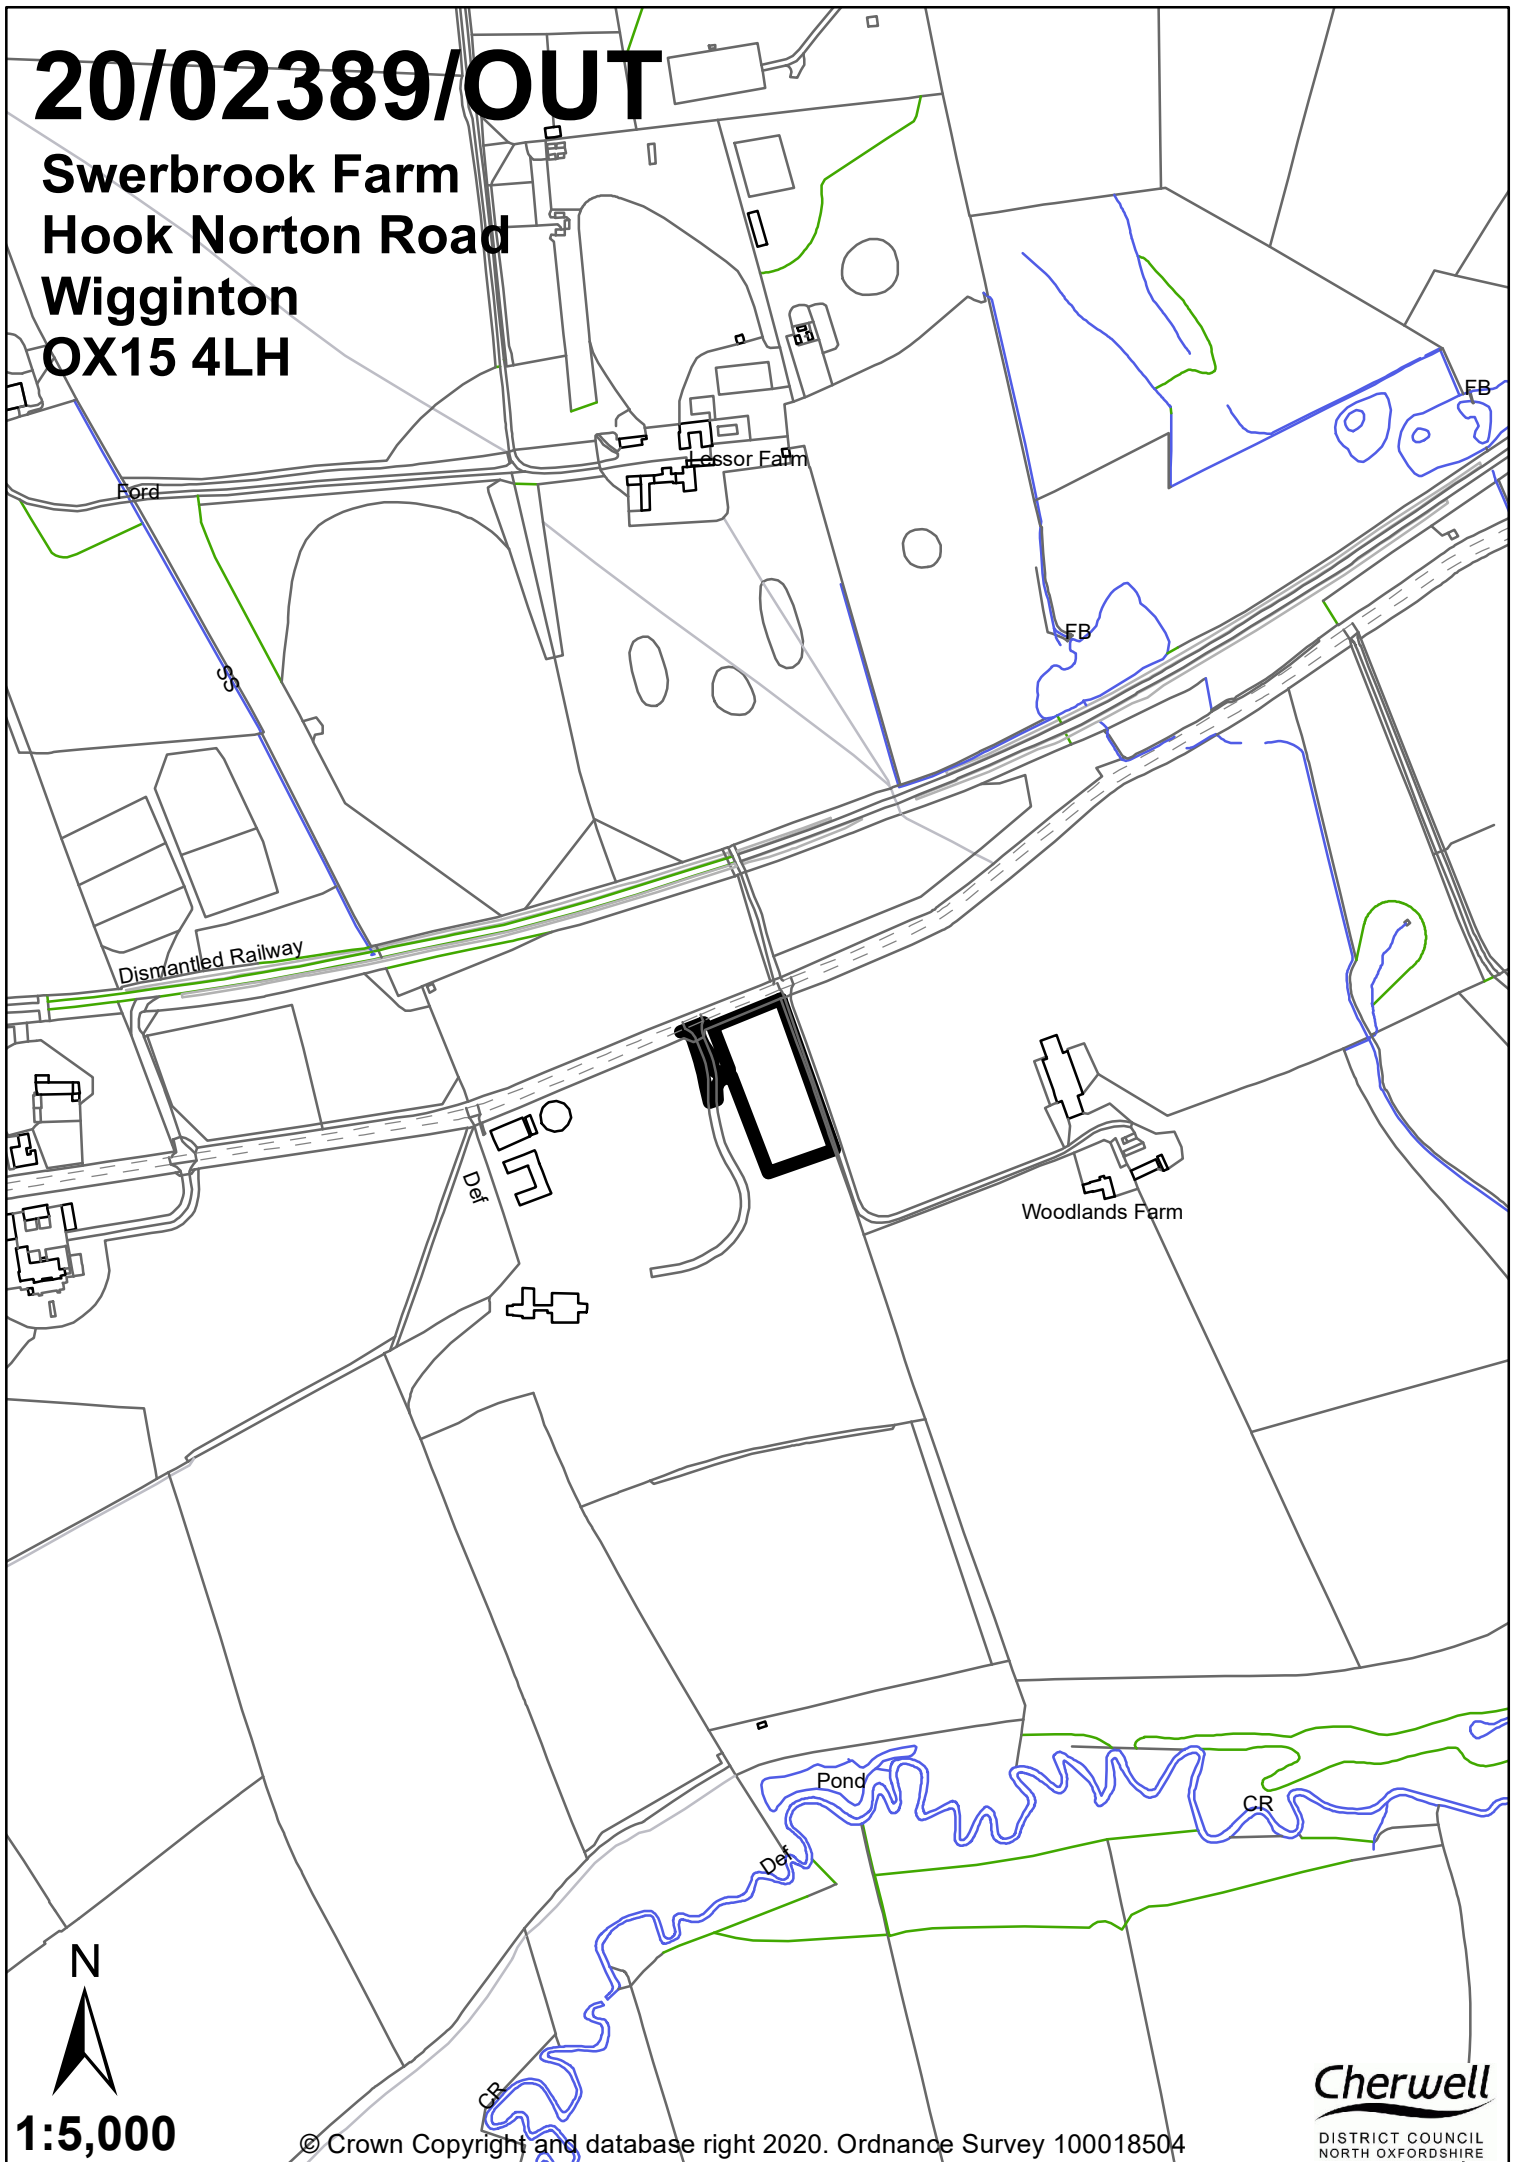 20/02389/OUT
Swerbrook Farm
Hook Norton Road
Wigginton
OX15 4LH
FB
Lessor Farm
Ford
FB
SS
Dismantled Railway
Def
Woodlands Farm
Pond
CR
Def
N
CR
1:5,000
© Crown Copyright and database right 2020. Ordnance Survey 100018504
Cherwell
DISTRICT COUNCIL
NORTH OXFORDSHIRE